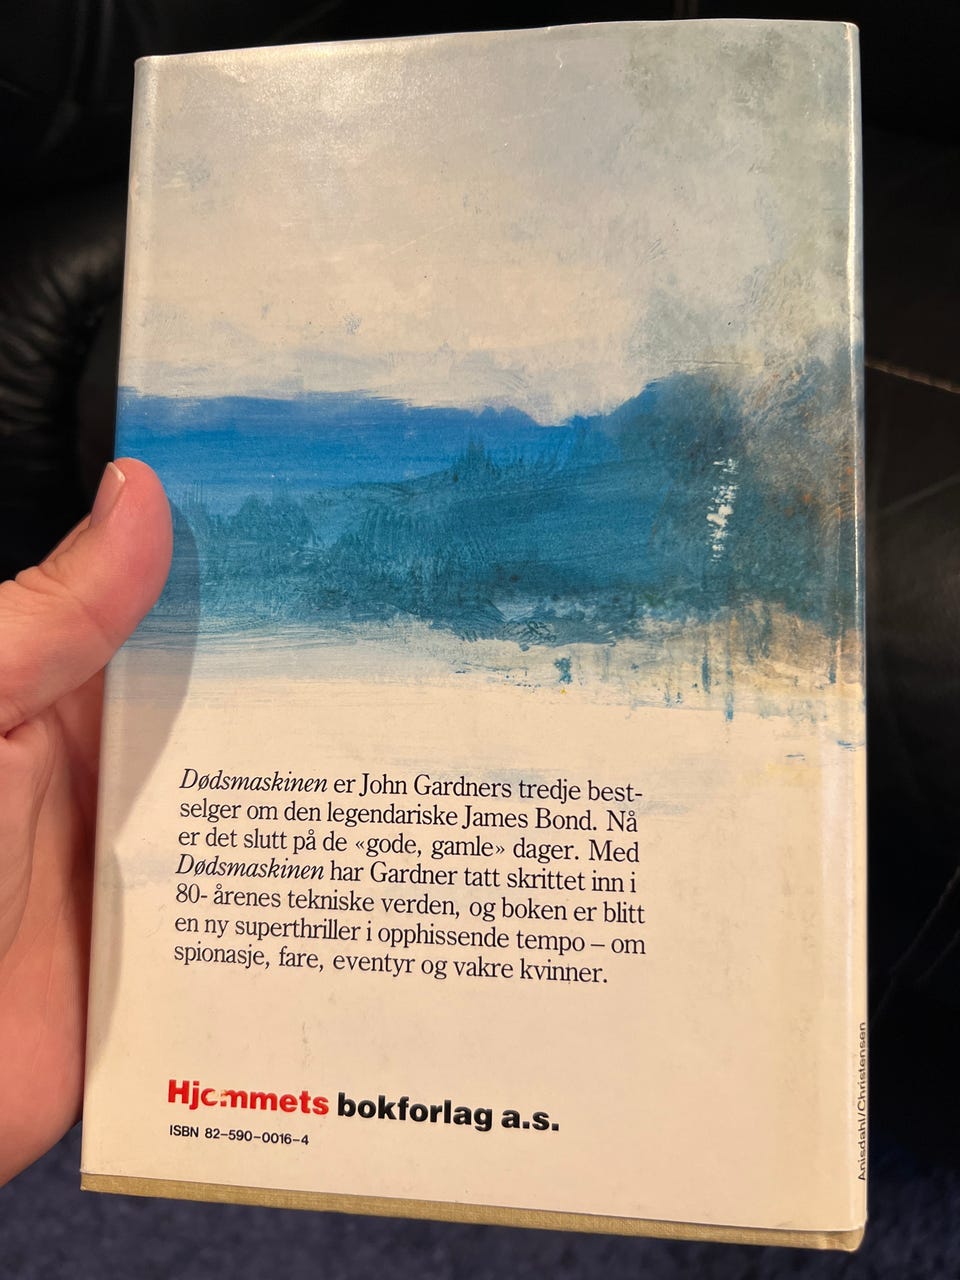 Dødsmaskinen er John Gardners tredje best-
selger om den legendariske James Bond. Nå
er det slutt på de «gode, gamle» dager. Med
Dødsmaskinen har Gardner tatt skrittet inn i
80- årenes tekniske verden, og boken er blitt
en ny superthriller i opphissende tempo – om
spionasje, fare, eventyr og vakre kvinner.
Hjemmets bokforlag a.s.
ISBN 82–590–0016–4
Anisdahl/Christensen